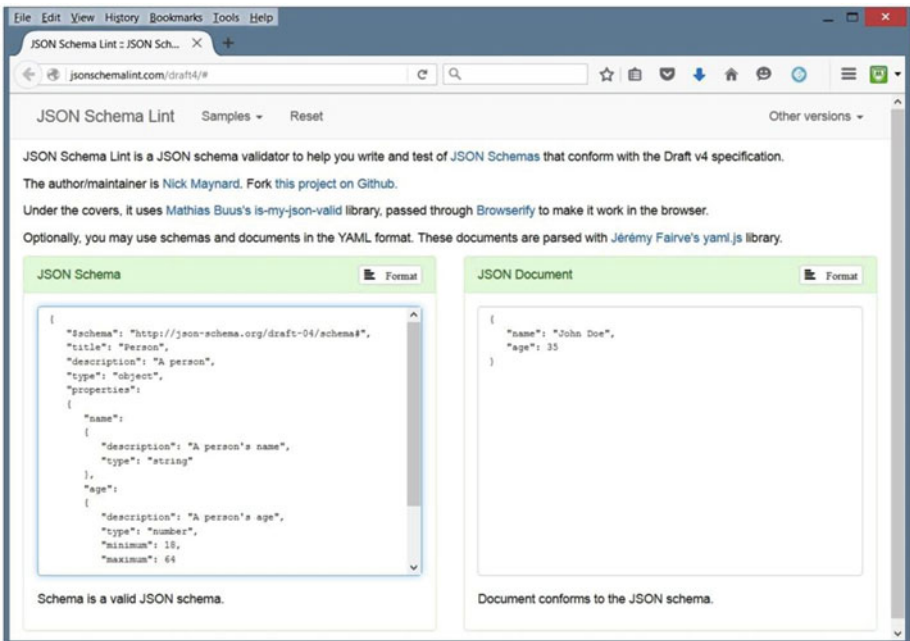 File Edit View History Bookmarks Tools Help
JSON Schema Lint :: JSON Sch...
jsonschemalint.com/draft4/#
JSON Schema Lint Samples Reset Other versions
JSON Schema Lint is a JSON schema validator to help you write and test of JSON Schemas that conform with the Draft v4 specification.
The author/maintainer is Nick Maynard. Fork this project on Github.
Under the covers, it uses Mathias Buus's is-my-json-valid library, passed through Browserify to make it work in the browser.
Optionally, you may use schemas and documents in the YAML format. These documents are parsed with Jérémy Fairve's yaml.js library.
JSON Schema Format
{
"$schema": "http://json-schema.org/draft-04/schema#",
"title": "Person",
"description": "A person",
"type": "object",
"properties":
{
"name":
{
"description": "A person's name",
"type": "string"
},
"age":
{
"description": "A person's age",
"type": "number",
"minimum": 18,
"maximum": 64
Schema is a valid JSON schema.
JSON Document Format
{
"name": "John Doe",
"age": 35
}
Document conforms to the JSON schema.